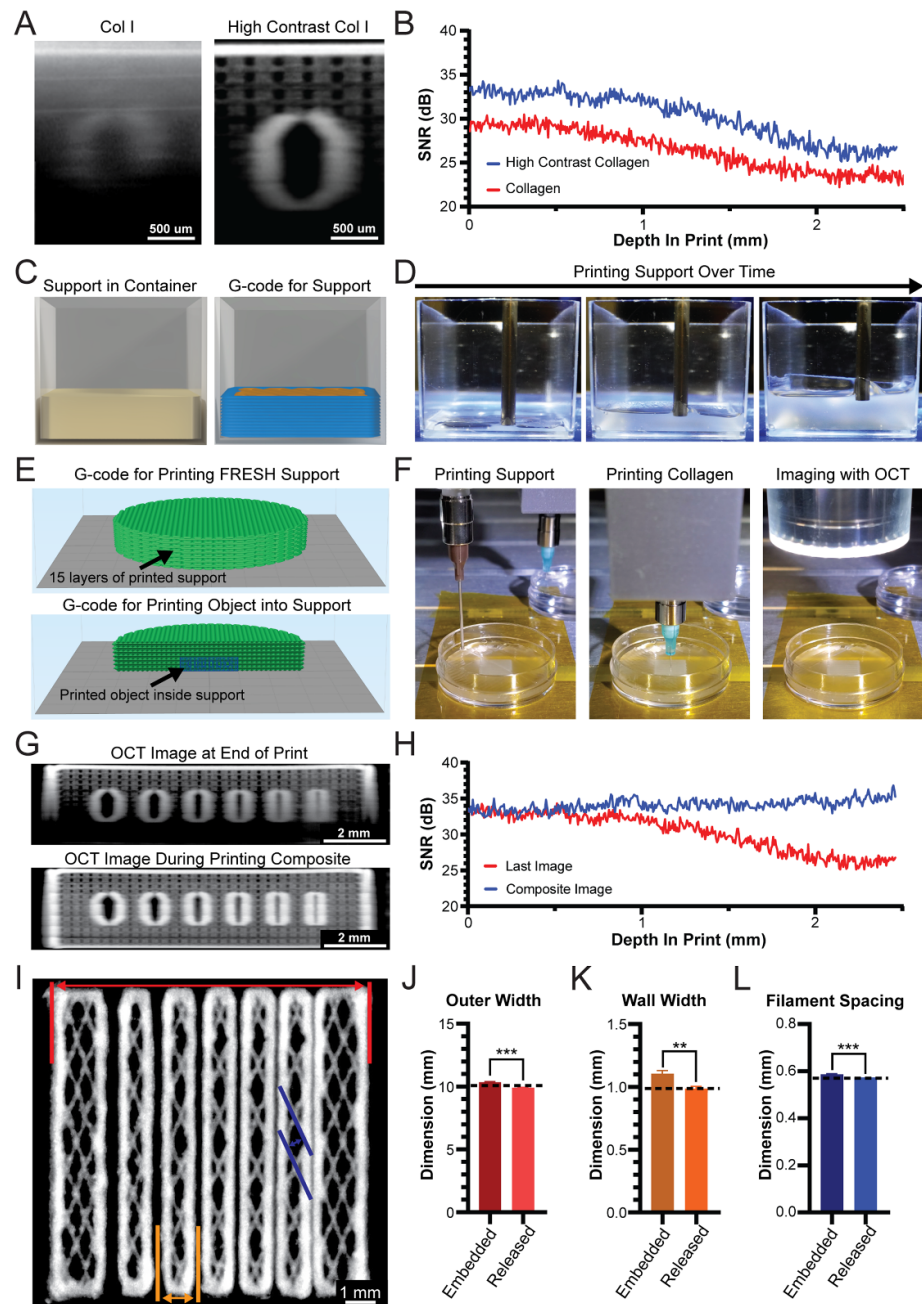 A
Col I
High Contrast Col I
500 um
500 um
B
SNR (dB)
40
35
30
25
20
High Contrast Collagen
Collagen
0
1
2
Depth In Print (mm)
C
Support in Container
G-code for Support
D
Printing Support Over Time
E
G-code for Printing FRESH Support
15 layers of printed support
G-code for Printing Object into Support
Printed object inside support
F
Printing Support
Printing Collagen
Imaging with OCT
G
OCT Image at End of Print
2 mm
OCT Image During Printing Composite
2 mm
H
SNR (dB)
40
35
30
25
20
Last Image
Composite Image
0
1
2
Depth In Print (mm)
I
1 mm
J
Outer Width
Dimension (mm)
15
10
5
0
***
Embedded
Released
K
Wall Width
Dimension (mm)
1.5
1.0
0.5
0.0
**
Embedded
Released
L
Filament Spacing
Dimension (mm)
0.8
0.6
0.4
0.2
0.0
***
Embedded
Released